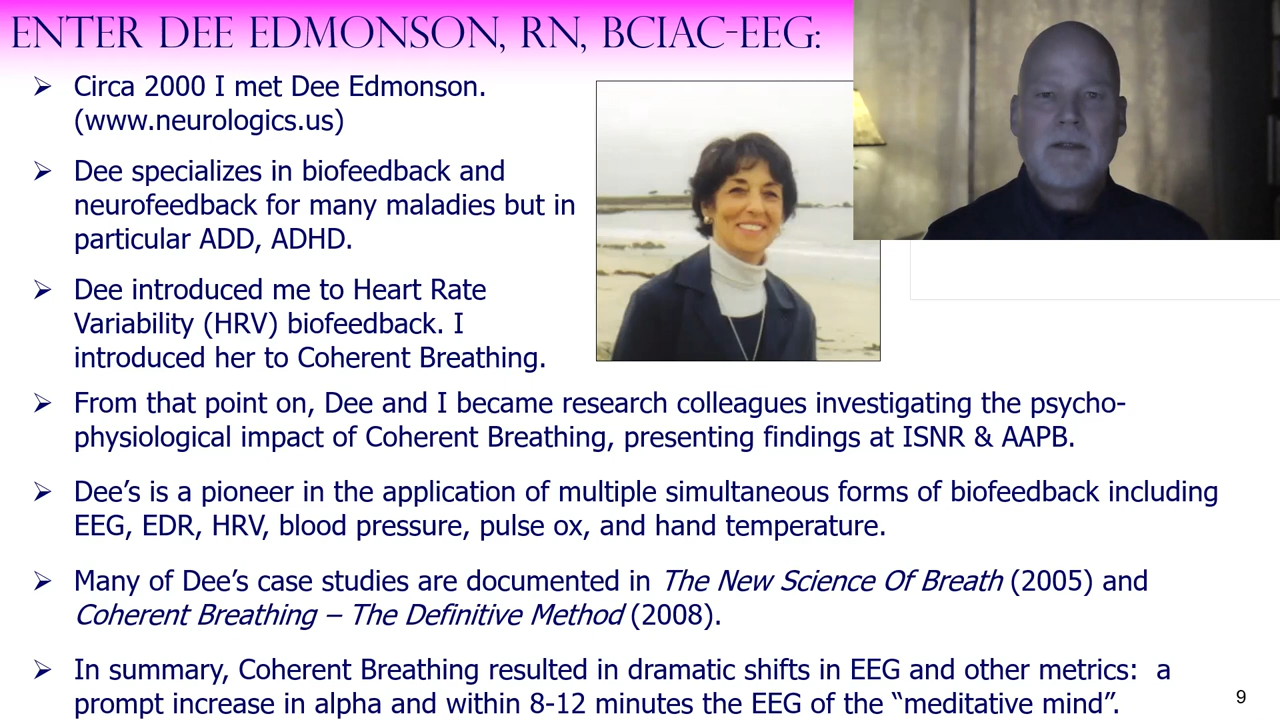 ENTER DEE EDMONSON, RN, BCIAC-EEG:
➢ Circa 2000 I met Dee Edmonson.
(www.neurologics.us)
➢ Dee specializes in biofeedback and
neurofeedback for many maladies but in
particular ADD, ADHD.
➢ Dee introduced me to Heart Rate
Variability (HRV) biofeedback. I
introduced her to Coherent Breathing.
➢ From that point on, Dee and I became research colleagues investigating the psycho-
physiological impact of Coherent Breathing, presenting findings at ISNR & AAPB.
➢ Dee’s is a pioneer in the application of multiple simultaneous forms of biofeedback including
EEG, EDR, HRV, blood pressure, pulse ox, and hand temperature.
➢ Many of Dee’s case studies are documented in The New Science Of Breath (2005) and
Coherent Breathing – The Definitive Method (2008).
➢ In summary, Coherent Breathing resulted in dramatic shifts in EEG and other metrics:  a
prompt increase in alpha and within 8-12 minutes the EEG of the “meditative mind”.
9